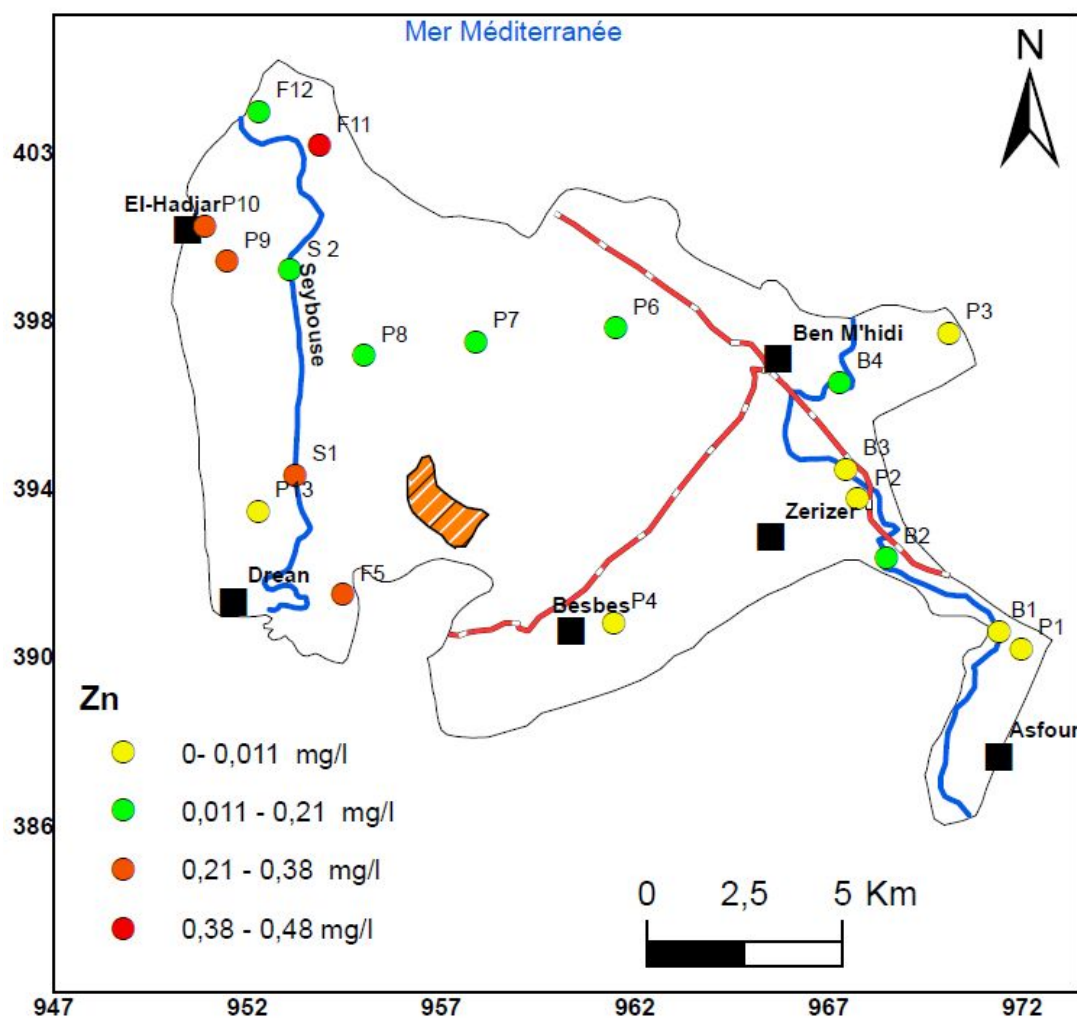 Mer Méditerranée
N
F12
F11
403
El-Hadjar
P10
P9
S 2
Seybouse
P3
P6
398
P7
P8
Ben M'hidi
B4
S1
B3
P2
394
P13
Zerizer
B2
Drean
F5
Besbes
P4
B1
P1
390
Zn
Asfour
0- 0,011 mg/l
0,011 - 0,21 mg/l
386
0,21 - 0,38 mg/l
0 2,5 5 Km
0,38 - 0,48 mg/l
947 952 957 962 967 972